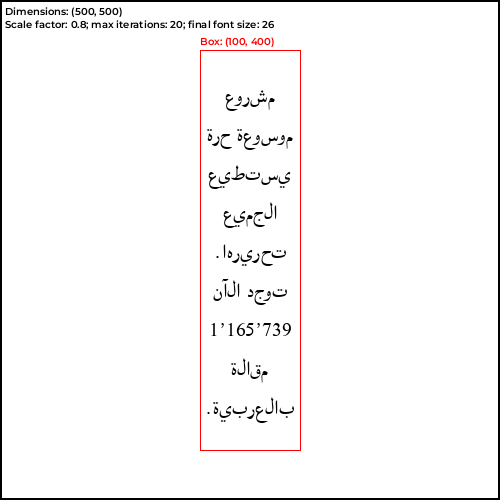 Dimensions: (500, 500)
Scale factor: 0.8; max iterations: 20; final font size: 26
Box: (100, 400)
مشروع
موسوعة حرة
يستطيع
الجميع
تحريرها.
توجد الآن
1’165’739
مقالة
بالعربية.